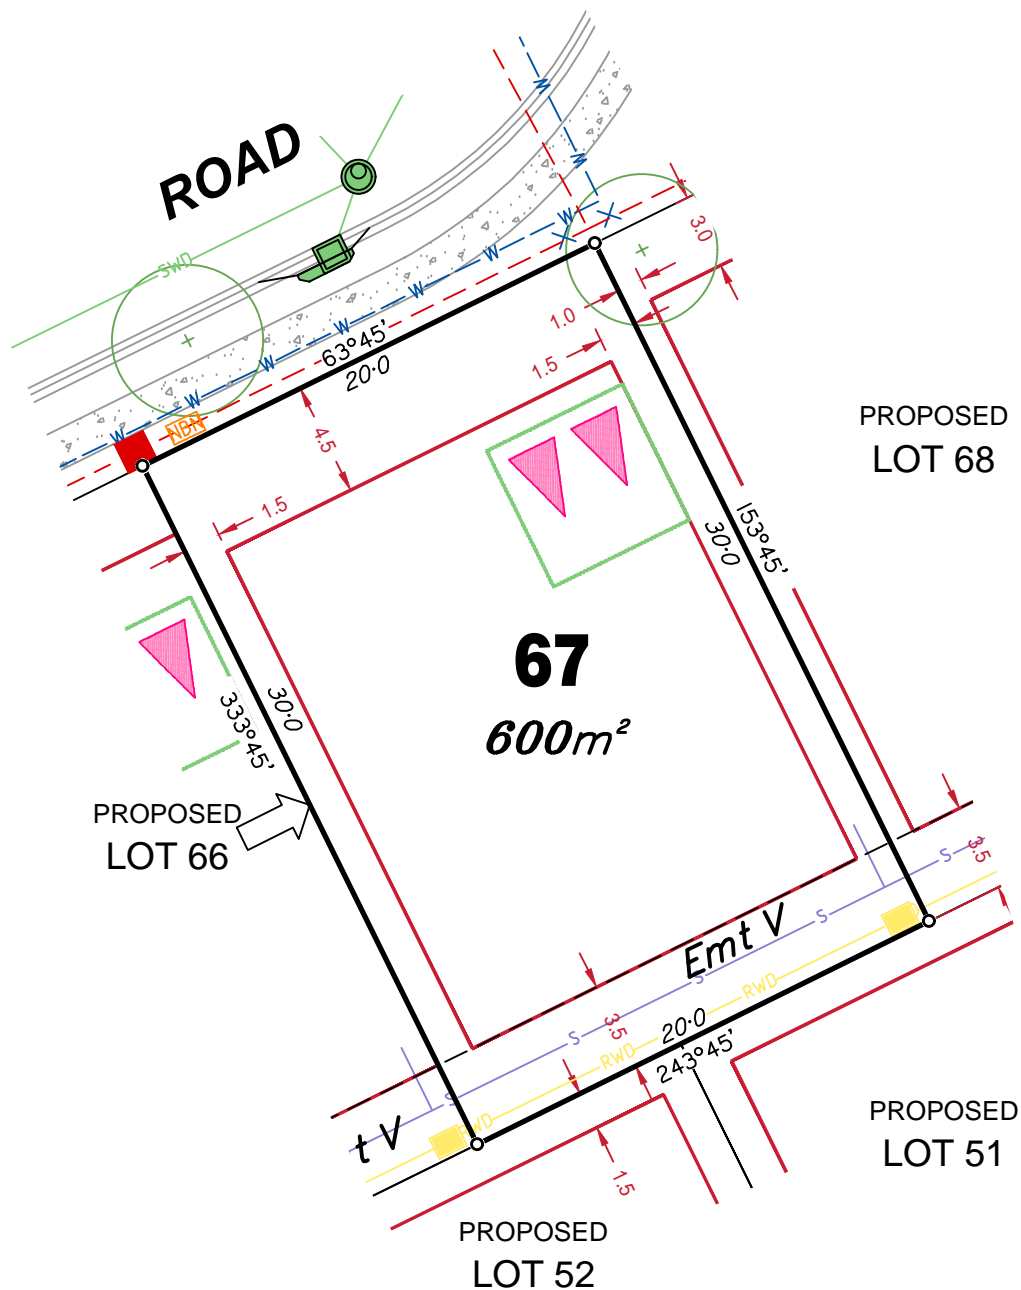 ROAD
SWD
W
W
W
W
W
W
W
W
W
3.0
1.0
1.5
63°45'
20·0
NBN
4.5
1.5
PROPOSED
LOT 68
153°45'
30·0
67
600m²
333°45'
30·0
PROPOSED
LOT 66
3.5
S
S
S
S
S
Emt V
RWD
RWD
3.5
20·0
243°45'
t V
WD
PROPOSED
LOT 51
1.5
PROPOSED
LOT 52